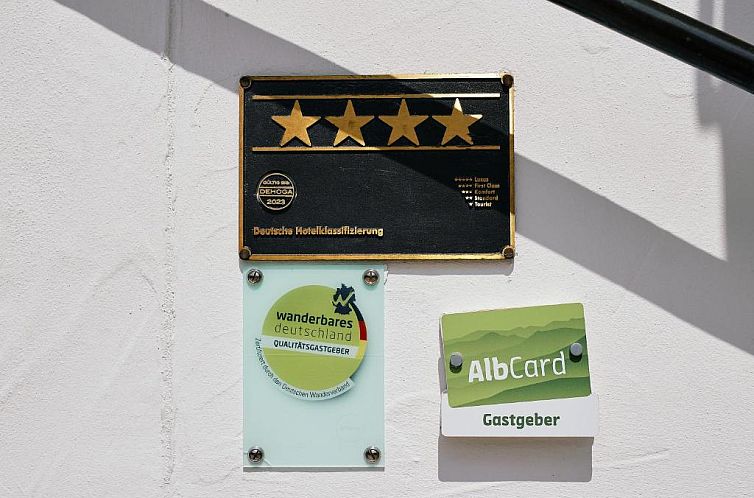 GÜLTIG BIS
DEHOGA
2023
Luxus
First Class
Komfort
Standard
Tourist
Deutsche Hotelklassifizierung
wanderbares
deutschland
QUALITÄTSGASTGEBER
Zertifiziert durch den Deutschen Wanderverband
AlbCard
Gastgeber